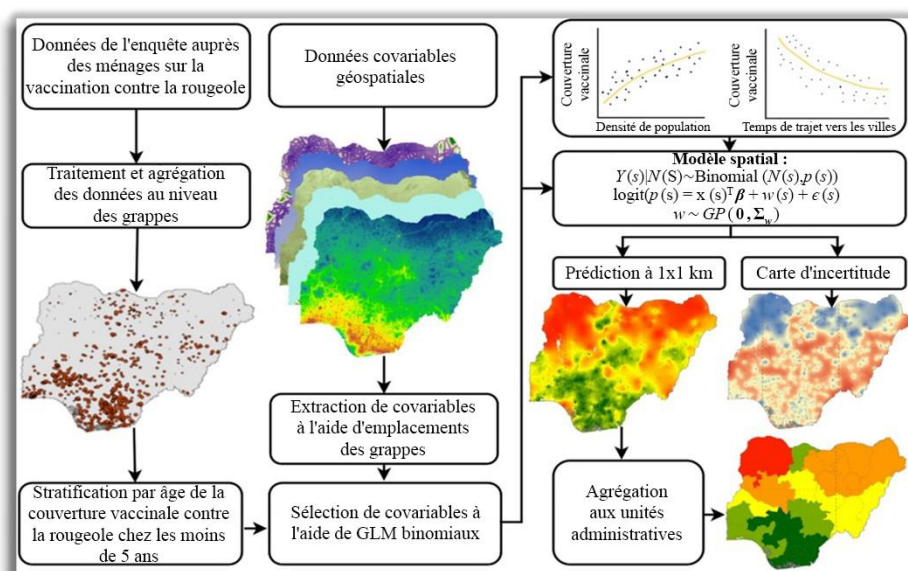 Données de l'enquête auprès
des ménages sur la
vaccination contre la rougeole
Traitement et agrégation
des données au niveau
des grappes
Stratification par âge de la
couverture vaccinale contre
la rougeole chez les moins
de 5 ans
Données covariables
géospatiales
Extraction de covariables
à l'aide d'emplacements
des grappes
Sélection de covariables à
l'aide de GLM binomiaux
Couverture
vaccinale
Densité de population
Couverture
vaccinale
Temps de trajet vers les villes
Modèle spatial :
Y(s)|N(S)~Binomial (N(s),p(s))
logit(p (s) = x (s)ᵀβ + w(s) + ϵ(s)
w ~ GP(0, Σw)
Prédiction à 1x1 km
Carte d'incertitude
Agrégation
aux unités
administratives